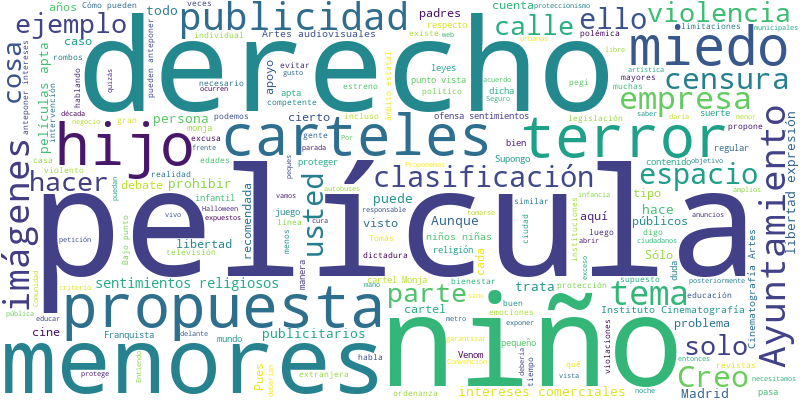 ejemplo
publicidad
derecho
calle
ello
violencia
miedo
censura
empresa
terror
hijo
carteles
cosa
imágenes
hacer
usted
clasificación
espacio
Ayuntamiento
película
propuesta
parte
tema
menores
niño
solo
Creo
Madrid
sentimientos religiosos
publicitarios
intereses comerciales
Instituto Cinematografía
películas apta
pueden anteponer
anteponer intereses
Cómo pueden
Artes audiovisuales
libertad expresión
Cinematografía Artes
ofensa sentimientos
niños niñas
ámbito estatal
punto vista
años
veces
todo
padres
respecto
existe
web
cuenta
proteccionismo
individual
evitar
gusto
apoyo
necesario
ocurren
caso
rombos
hablando
quizás
intervención
década
negocio
gran
persona
monja
incluso
podemos
cierto
gente
parada
Por
excusa
frente
casa
violento
debate
prohibir
edades
realidad
proteger
peques
infantil
Halloween
expuestos
recomendada
juego
línea
libertad
Bajo punto
vivo
televisión
petición
mano
cura
vamos
autobuses
responsable
tomarse
menos
puede
visto
Aunque
religión
similar
ciudad
aquí
luego
abrir
dictadura
Tomás
manera
trata
cada
bienestar
cartel Monja
buen
emociones
exponer
pequeño
metro
garantizar
Convención
Venom
tiempo
debería
qué
vista
violaciones
ordenanza
noche
habla
cine
Comunidad
criterio
pública
educar
Franquista
mundo
delante
extranjera
Pues
deberían
Entiendo
protege
Proponemos
leyes
político
apta
competente
estreno
dicha
Seguro
acuerdo
pegi
urbanos
libre
artística
limitaciones
municipales
polémica
mayores
muchas
legislación
saber
daría
menor
suerte
propone
bien
Supongo
contenido
objetivo
regular
tipo
infancia
amplios
instituciones
hace
públicos
anuncios
digo
ciudadanos
Sólo
duda
supuesto
exceso
protección
posteriormente
educación
problema
entonces
revistas
necesitamos
pasa
sino